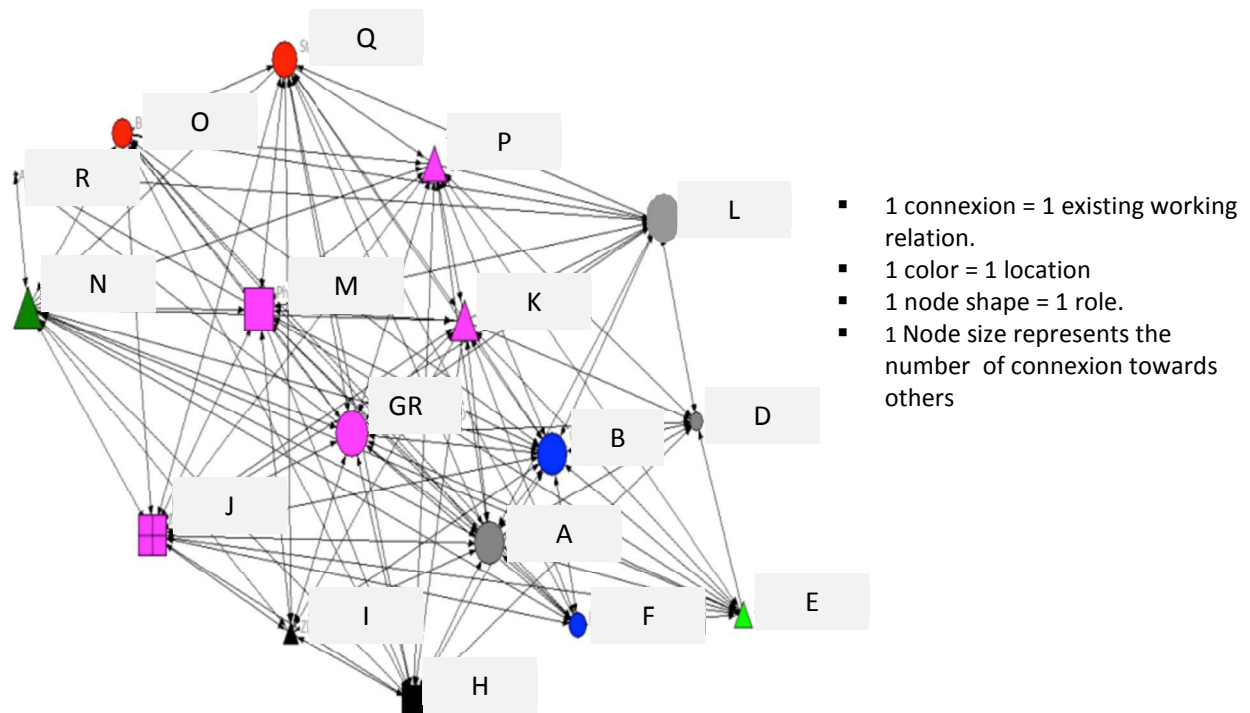 Q
O
P
R
L
N
M
K
GR
B
D
J
A
I
F
E
H
▪ 1 connexion = 1 existing working
relation.
▪ 1 color = 1 location
▪ 1 node shape = 1 role.
▪ 1 Node size represents the
number of connexion towards
others